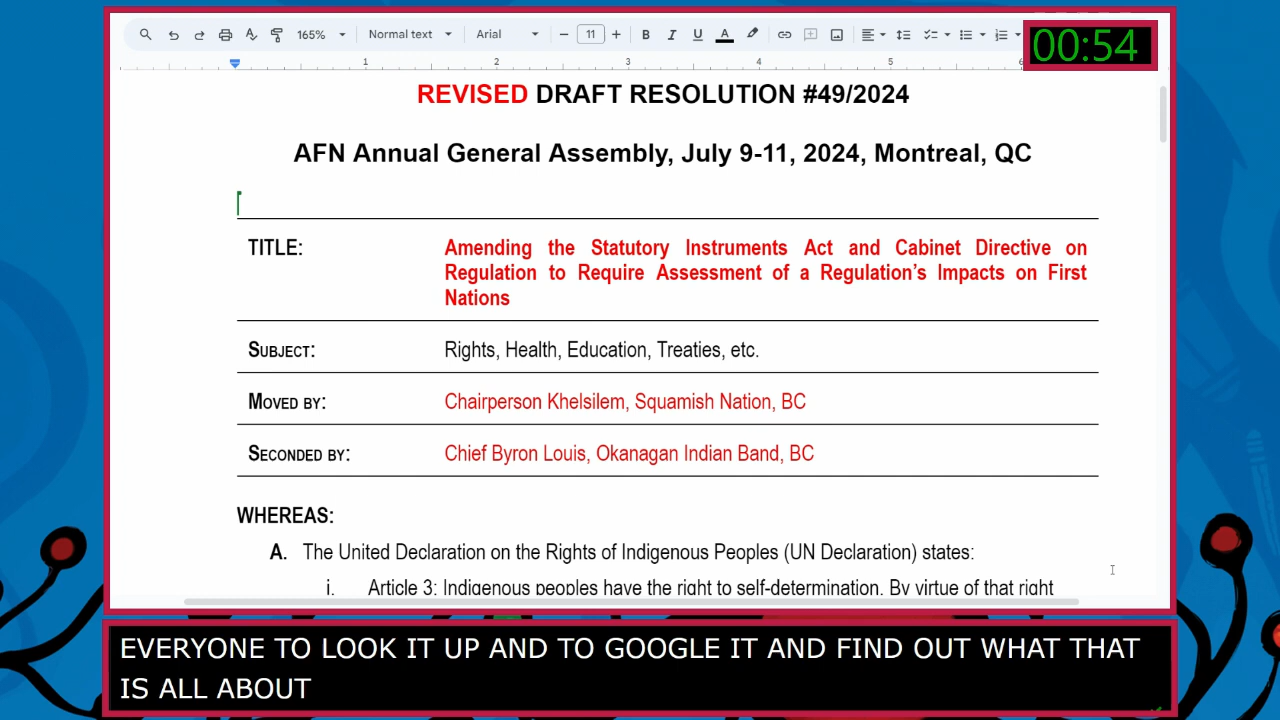 165%
Normal text
Arial
11
B I U A
00:54
1 2 3 4 5
REVISED DRAFT RESOLUTION #49/2024
AFN Annual General Assembly, July 9-11, 2024, Montreal, QC
TITLE: Amending the Statutory Instruments Act and Cabinet Directive on
Regulation to Require Assessment of a Regulation’s Impacts on First
Nations
SUBJECT: Rights, Health, Education, Treaties, etc.
MOVED BY: Chairperson Khelsilem, Squamish Nation, BC
SECONDED BY: Chief Byron Louis, Okanagan Indian Band, BC
WHEREAS:
A. The United Declaration on the Rights of Indigenous Peoples (UN Declaration) states:
i. Article 3: Indigenous peoples have the right to self-determination. By virtue of that right
EVERYONE TO LOOK IT UP AND TO GOOGLE IT AND FIND OUT WHAT THAT
IS ALL ABOUT